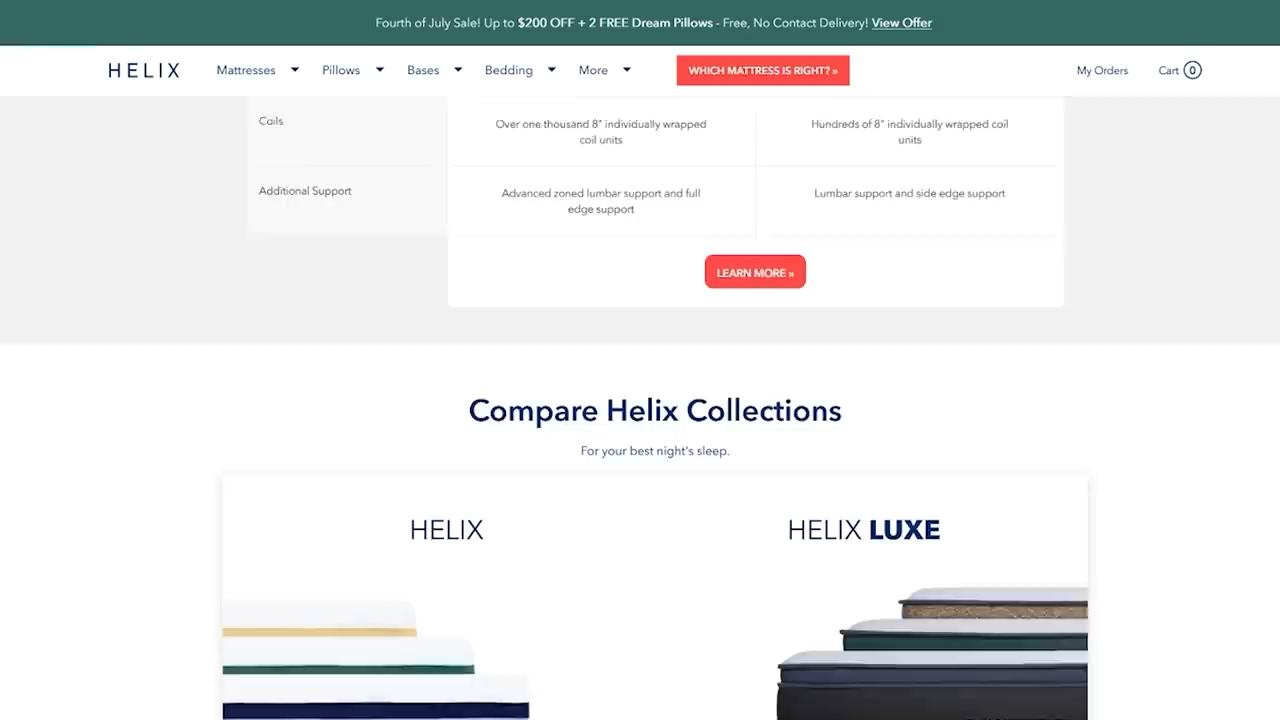 Fourth of July Sale! Up to $200 OFF + 2 FREE Dream Pillows - Free, No Contact Delivery! View Offer
HELIX Mattresses Pillows Bases Bedding More WHICH MATTRESS IS RIGHT? » My Orders Cart 0
Coils
Over one thousand 8" individually wrapped
coil units
Hundreds of 8" individually wrapped coil
units
Additional Support
Advanced zoned lumbar support and full
edge support
Lumbar support and side edge support
LEARN MORE »
Compare Helix Collections
For your best night's sleep.
HELIX
HELIX LUXE